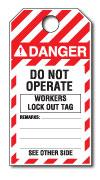 DANGER
DO NOT
OPERATE
WORKERS
LOCK OUT TAG
REMARKS:
SEE OTHER SIDE